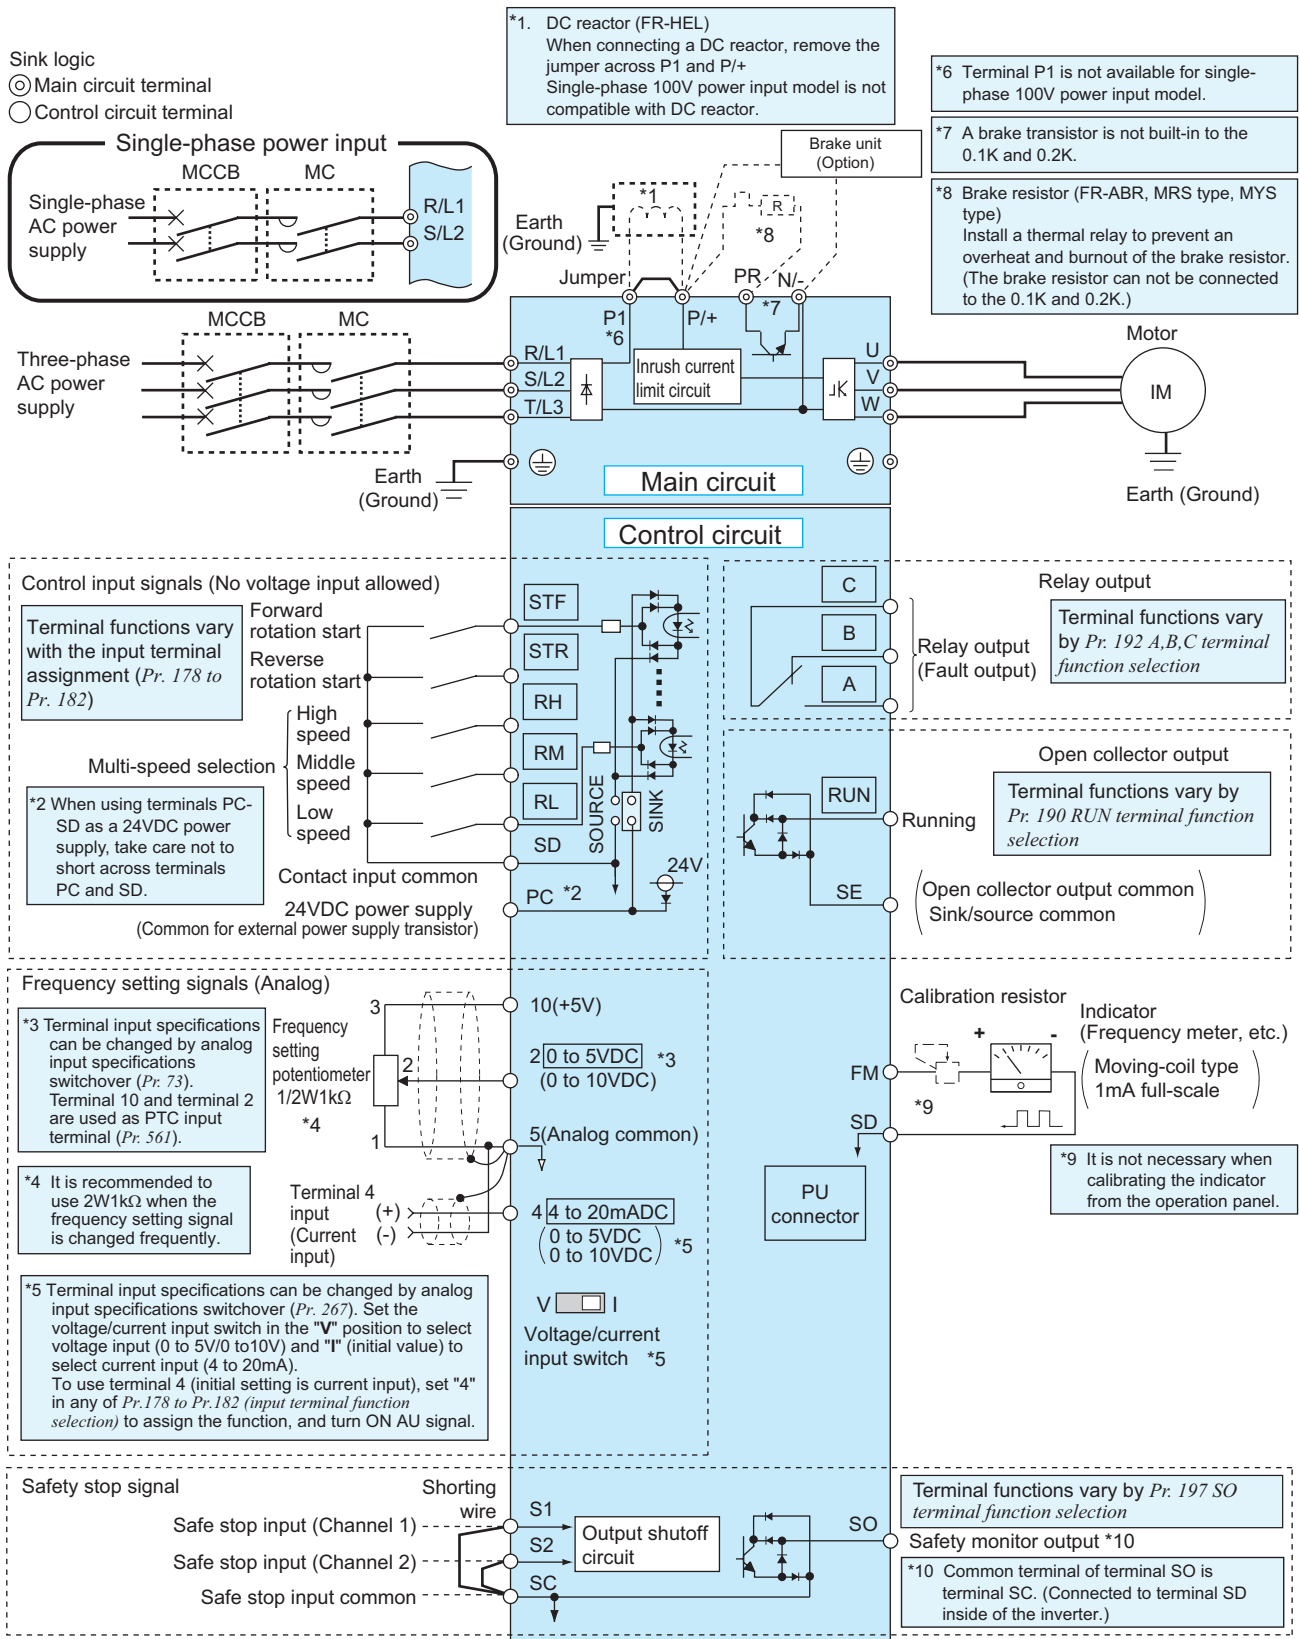 *1. DC reactor (FR-HEL)
When connecting a DC reactor, remove the
jumper across P1 and P/+
Single-phase 100V power input model is not
compatible with DC reactor.
Sink logic
Main circuit terminal
Control circuit terminal
*6 Terminal P1 is not available for single-
phase 100V power input model.
*7 A brake transistor is not built-in to the
0.1K and 0.2K.
*8 Brake resistor (FR-ABR, MRS type, MYS
type)
Install a thermal relay to prevent an
overheat and burnout of the brake resistor.
(The brake resistor can not be connected
to the 0.1K and 0.2K.)
Single-phase power input
MCCB
MC
Single-phase
AC power
supply
R/L1
S/L2
Brake unit
(Option)
*1
R
*8
Earth
(Ground)
Jumper
PR
N/-
P1
*6
P/+
*7
MCCB
MC
Three-phase
AC power
supply
R/L1
S/L2
T/L3
Inrush current
limit circuit
U
V
W
Motor
IM
Earth
(Ground)
Main circuit
Earth (Ground)
Control circuit
Control input signals (No voltage input allowed)
Terminal functions vary
with the input terminal
assignment (Pr. 178 to
Pr. 182)
Forward
rotation start
Reverse
rotation start
High
speed
Middle
speed
Low
speed
Multi-speed selection
STF
STR
RH
RM
RL
SD
SOURCE
SINK
*2 When using terminals PC-
SD as a 24VDC power
supply, take care not to
short across terminals
PC and SD.
Contact input common
24VDC power supply
(Common for external power supply transistor)
PC *2
24V
C
B
A
Relay output
Relay output
(Fault output)
Terminal functions vary
by Pr. 192 A,B,C terminal
function selection
Open collector output
Terminal functions vary by
Pr. 190 RUN terminal function
selection
RUN
Running
SE
Open collector output common
Sink/source common
Frequency setting signals (Analog)
*3 Terminal input specifications
can be changed by analog
input specifications
switchover (Pr. 73).
Terminal 10 and terminal 2
are used as PTC input
terminal (Pr. 561).
Frequency
setting
potentiometer
1/2W1kΩ
*4
3
2
1
10(+5V)
2 0 to 5VDC *3
(0 to 10VDC)
5(Analog common)
*4 It is recommended to
use 2W1kΩ when the
frequency setting signal
is changed frequently.
Terminal 4
input
(Current
input)
(+)
(-)
4 4 to 20mADC
(0 to 5VDC
0 to 10VDC) *5
*5 Terminal input specifications can be changed by analog
input specifications switchover (Pr. 267). Set the
voltage/current input switch in the "V" position to select
voltage input (0 to 5V/0 to10V) and "I" (initial value) to
select current input (4 to 20mA).
To use terminal 4 (initial setting is current input), set "4"
in any of Pr.178 to Pr.182 (input terminal function
selection) to assign the function, and turn ON AU signal.
V
I
Voltage/current
input switch *5
Calibration resistor
Indicator
(Frequency meter, etc.)
+
-
Moving-coil type
1mA full-scale
FM
*9
SD
PU
connector
*9 It is not necessary when
calibrating the indicator
from the operation panel.
Safety stop signal
Shorting
wire
Safe stop input (Channel 1)
Safe stop input (Channel 2)
Safe stop input common
S1
S2
SC
Output shutoff
circuit
SO
Terminal functions vary by Pr. 197 SO
terminal function selection
Safety monitor output *10
*10 Common terminal of terminal SO is
terminal SC. (Connected to terminal SD
inside of the inverter.)